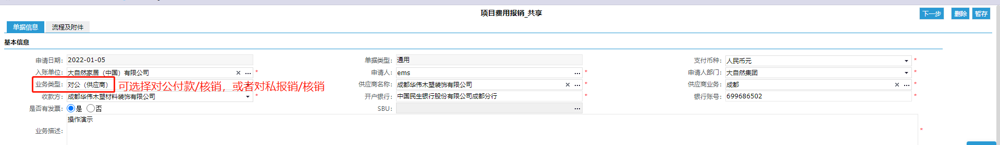 项目费用报销_共享
下一步 删除 暂存
单据信息 流程及附件
基本信息
申请日期: 2022-01-05 单据类型: 通用 支付币种: 人民币元 *
入账单位: 大自然家居（中国）有限公司 * 申请人: ems * 申请人部门: 大自然集团 *
业务类型: 对公（供应商） 可选择对公付款/核销，或者对私报销/核销 供应商名称: 成都华伟木塑装饰有限公司 * 供应商业务: 成都 *
收款方: 成都华伟木塑材料装饰有限公司 * 开户银行: 中国民生银行股份有限公司成都分行 * 银行账号: 699686502 *
是否有发票: 是 否 SBU:
业务描述: 操作演示 *